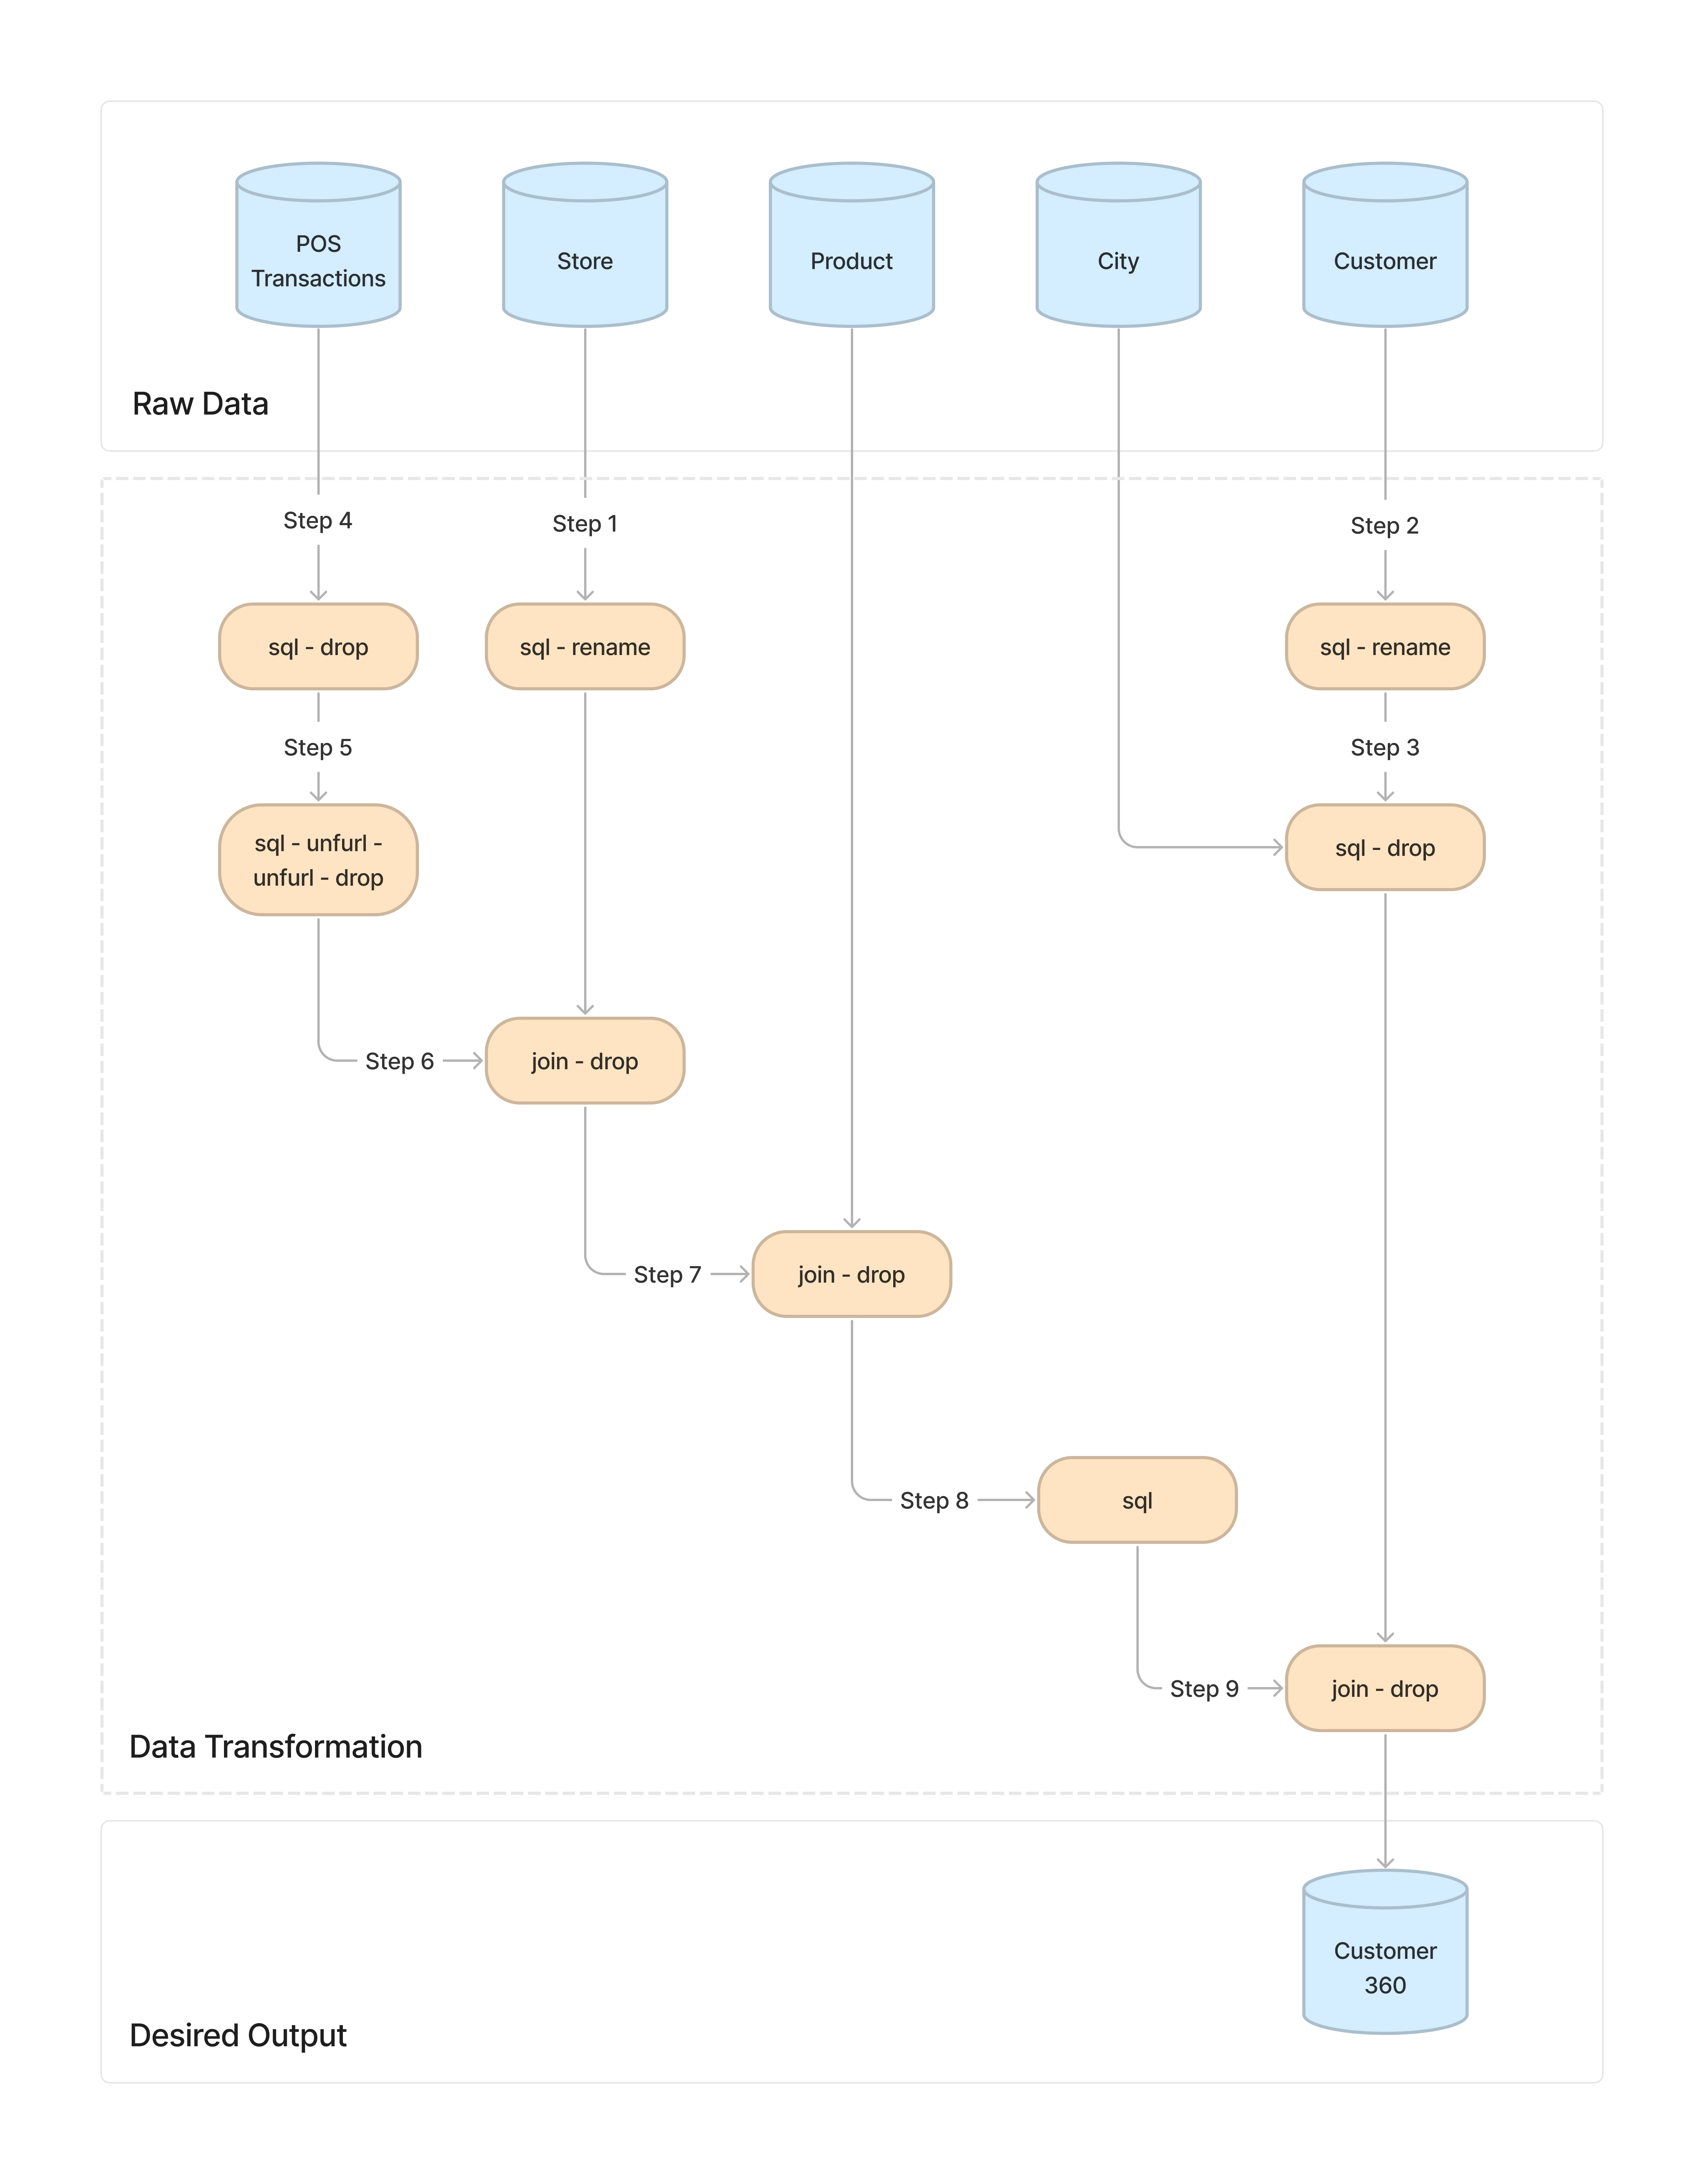 POS
Transactions
Store
Product
City
Customer
Raw Data
Step 4
Step 1
Step 2
sql - drop
sql - rename
sql - rename
Step 5
Step 3
sql - unfurl -
unfurl - drop
sql - drop
Step 6
join - drop
Step 7
join - drop
Step 8
sql
Step 9
join - drop
Data Transformation
Customer
360
Desired Output